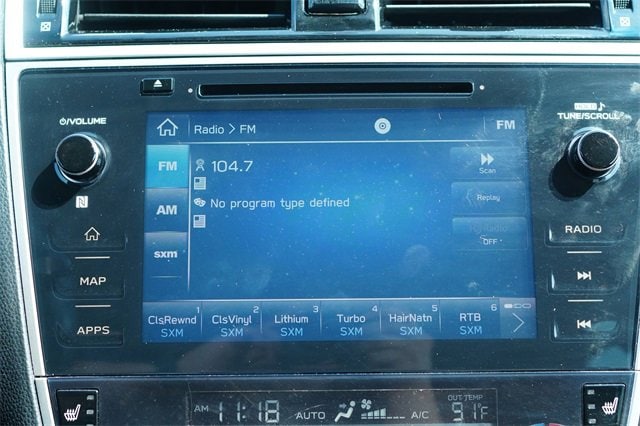 ⏻/VOLUME
TUNE/SCROLL
Radio > FM
FM
FM
104.7
Scan
AM
No program type defined
Replay
RADIO
sxm
OFF
MAP
APPS
1 2 3 4 5 6
ClsRewnd ClsVinyl Lithium Turbo HairNatn RTB
SXM SXM SXM SXM SXM SXM
OUT TEMP
AM 11:18 AUTO A/C 91°F